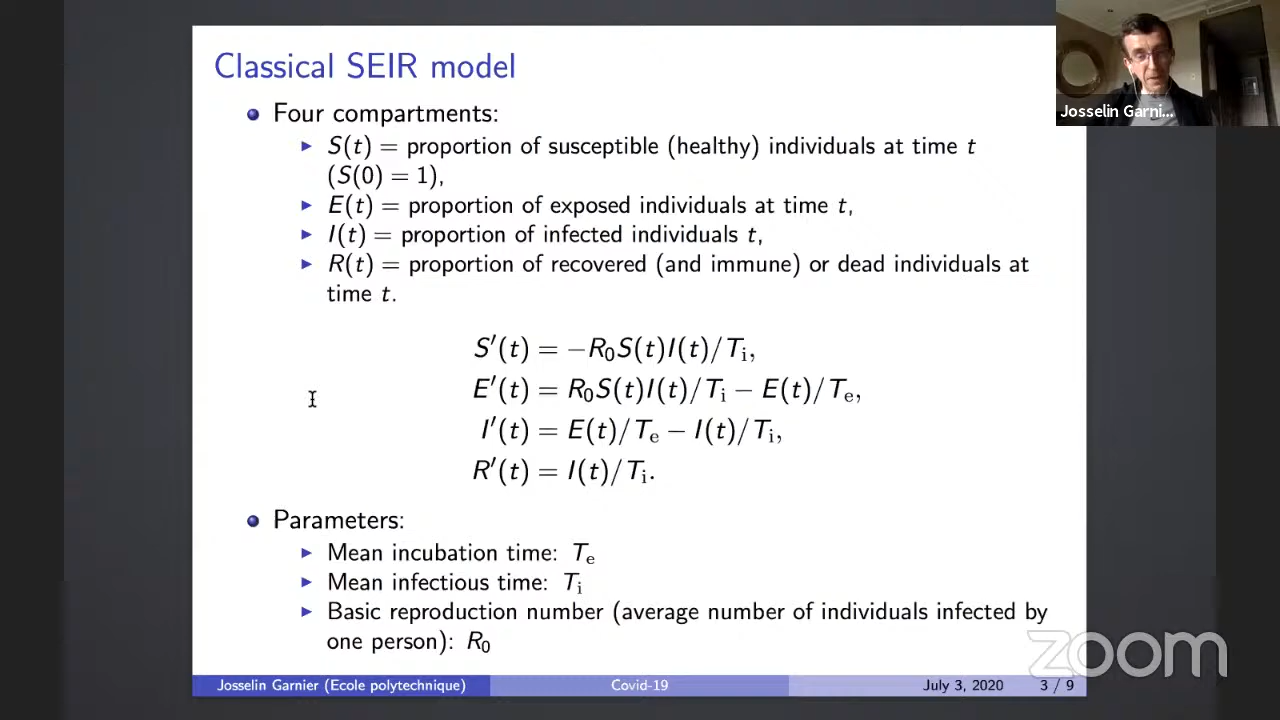 Classical SEIR model
Four compartments:
S(t) = proportion of susceptible (healthy) individuals at time t
(S(0) = 1),
E(t) = proportion of exposed individuals at time t,
I(t) = proportion of infected individuals t,
R(t) = proportion of recovered (and immune) or dead individuals at
time t.
S′(t) = −R₀S(t)I(t)/Tᵢ,
E′(t) = R₀S(t)I(t)/Tᵢ − E(t)/Tₑ,
I′(t) = E(t)/Tₑ − I(t)/Tᵢ,
R′(t) = I(t)/Tᵢ.
Parameters:
Mean incubation time: Tₑ
Mean infectious time: Tᵢ
Basic reproduction number (average number of individuals infected by
one person): R₀
Josselin Garnier (Ecole polytechnique) Covid-19 July 3, 2020 3 / 9
Josselin Garni...
zoom